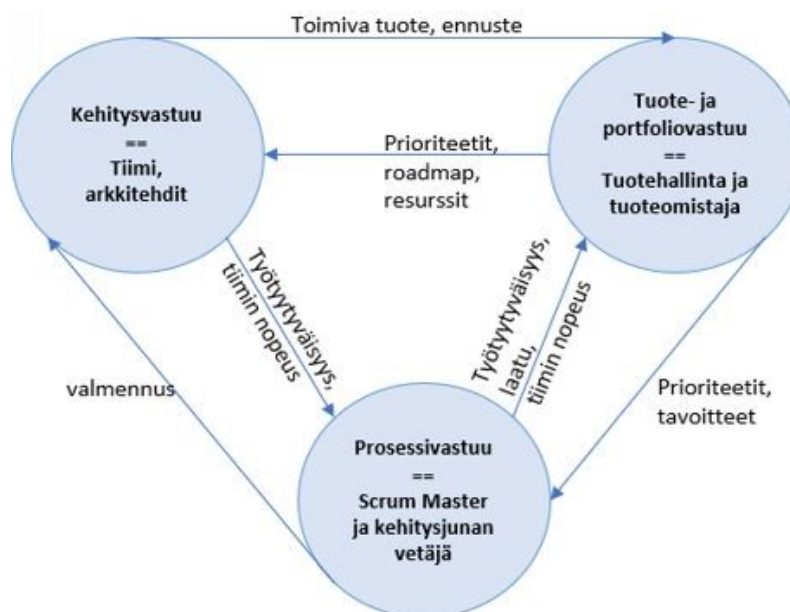 Toimiva tuote, ennuste
Kehitysvastuu
==
Tiimi,
arkkitehdit
Tuote- ja
portfoliovastuu
==
Tuotehallinta ja
tuoteomistaja
Prioriteetit,
roadmap,
resurssit
Työtyytyväisyys,
tiimin nopeus
Työtyytyväisyys,
laatu,
tiimin nopeus
valmennus
Prioriteetit,
tavoitteet
Prosessivastuu
==
Scrum Master
ja kehitysjunan
vetäjä